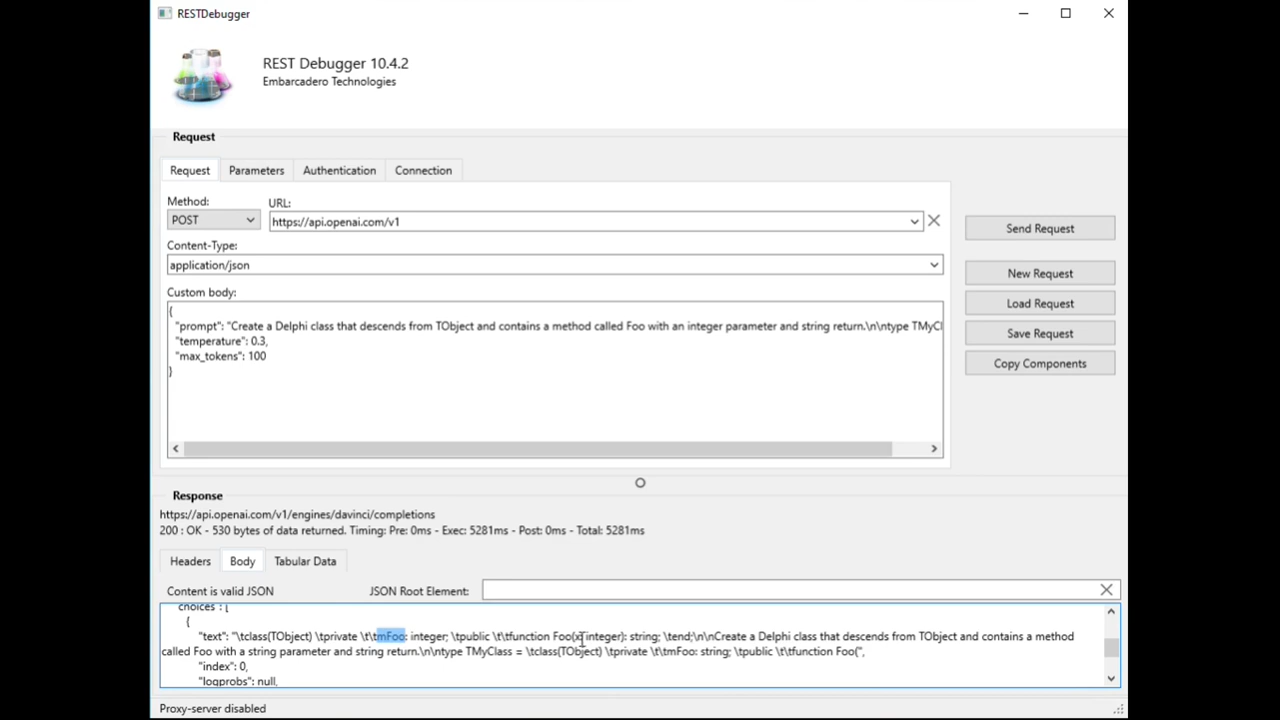 RESTDebugger
REST Debugger 10.4.2
Embarcadero Technologies
Request
Request Parameters Authentication Connection
Method: URL:
POST https://api.openai.com/v1
Send Request
Content-Type:
application/json
New Request
Custom body:
Load Request
{
"prompt": "Create a Delphi class that descends from TObject and contains a method called Foo with an integer parameter and string return.\n\ntype TMyCl
Save Request
"temperature": 0.3,
"max_tokens": 100
Copy Components
}
Response
https://api.openai.com/v1/engines/davinci/completions
200 : OK - 530 bytes of data returned. Timing: Pre: 0ms - Exec: 5281ms - Post: 0ms - Total: 5281ms
Headers Body Tabular Data
Content is valid JSON JSON Root Element:
choices : [
{
"text": "\tclass(TObject) \tprivate \t\tmFoo: integer; \tpublic \t\tfunction Foo(x: integer): string; \tend;\n\nCreate a Delphi class that descends from TObject and contains a method
called Foo with a string parameter and string return.\n\ntype TMyClass = \tclass(TObject) \tprivate \t\tmFoo: string; \tpublic \t\tfunction Foo(",
"index": 0,
"logprobs": null,
Proxy-server disabled